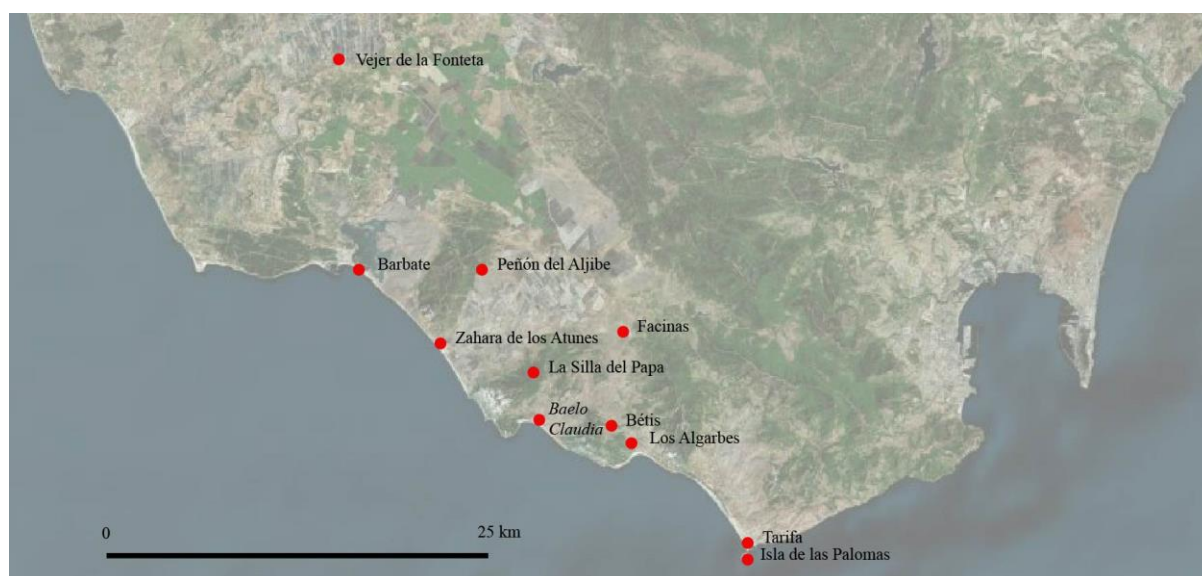 Vejer de la Fonteta
Barbate
Peñón del Aljibe
Facinas
Zahara de los Atunes
La Silla del Papa
Baelo
Claudia
Bétis
Los Algarbes
0
25 km
Tarifa
Isla de las Palomas